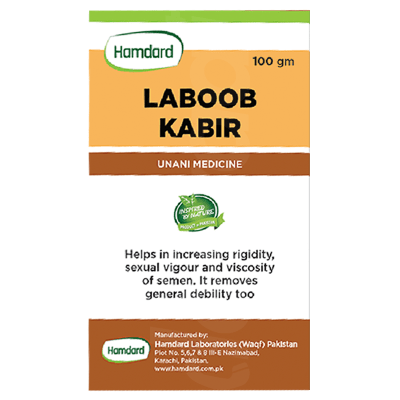 Hamdard
100 gm
LABOOB
KABIR
UNANI MEDICINE
INSPIRED
BY NATURE
Helps in increasing rigidity,
sexual vigour and viscosity
of semen. It removes
general debility too
Hamdard
Manufactured by:
Hamdard Laboratories (Waqf) Pakistan
Plot No. 5,6,7 & 8 III-E Nazimabad,
Karachi, Pakistan.
www.hamdard.com.pk